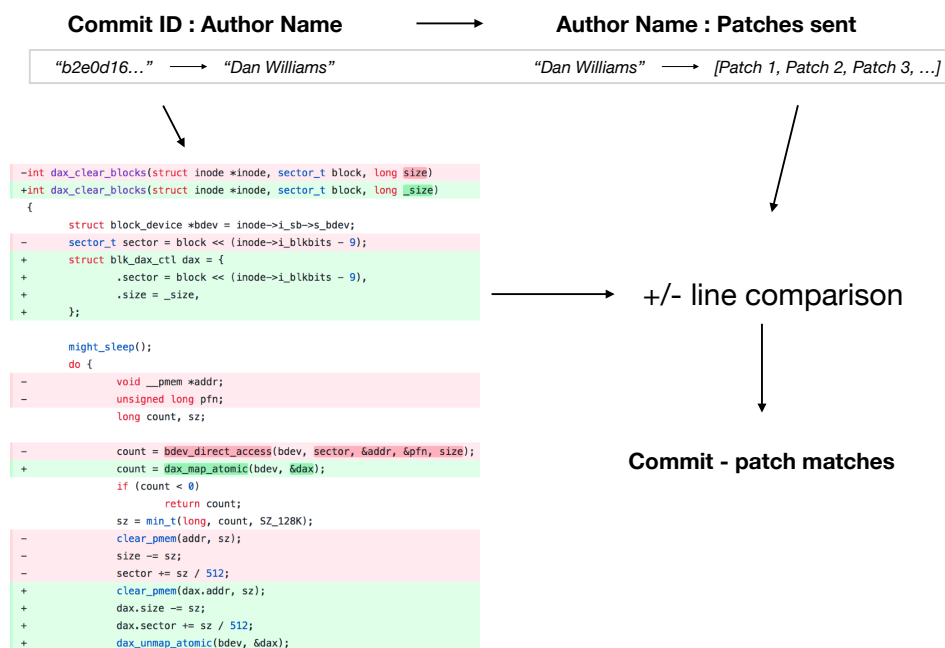 Commit ID : Author Name
Author Name : Patches sent
“b2e0d16…”
“Dan Williams”
“Dan Williams”
[Patch 1, Patch 2, Patch 3, …]
-int dax_clear_blocks(struct inode *inode, sector_t block, long size)
+int dax_clear_blocks(struct inode *inode, sector_t block, long _size)
{
struct block_device *bdev = inode->i_sb->s_bdev;
- sector_t sector = block << (inode->i_blkbits - 9);
+ struct blk_dax_ctl dax = {
+ .sector = block << (inode->i_blkbits - 9),
+ .size = _size,
+ };
might_sleep();
do {
- void __pmem *addr;
- unsigned long pfn;
long count, sz;
- count = bdev_direct_access(bdev, sector, &addr, &pfn, size);
+ count = dax_map_atomic(bdev, &dax);
if (count < 0)
return count;
sz = min_t(long, count, SZ_128K);
- clear_pmem(addr, sz);
- size -= sz;
- sector += sz / 512;
+ clear_pmem(dax.addr, sz);
+ dax.size -= sz;
+ dax.sector += sz / 512;
+ dax_unmap_atomic(bdev, &dax);
+/- line comparison
Commit - patch matches